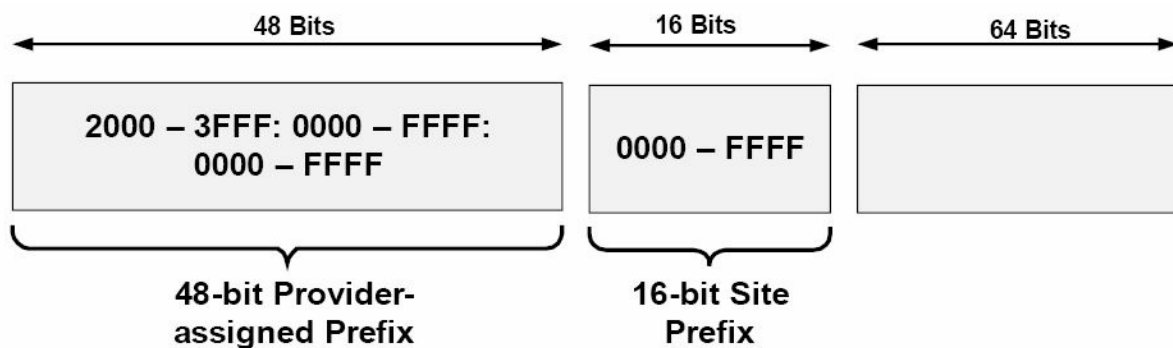 48 Bits
16 Bits
64 Bits
2000 – 3FFF: 0000 – FFFF:
0000 – FFFF
0000 – FFFF
48-bit Provider-
assigned Prefix
16-bit Site
Prefix